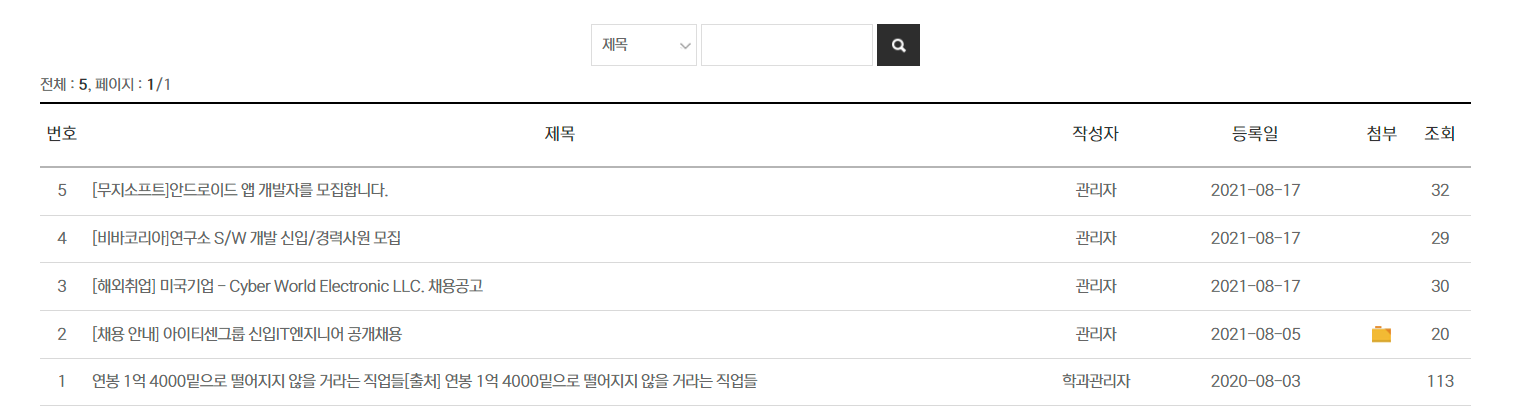 제목
전체 : 5, 페이지 : 1/1
번호 제목 작성자 등록일 첨부 조회
5 [무지소프트]안드로이드 앱 개발자를 모집합니다. 관리자 2021-08-17 32
4 [비바코리아]연구소 S/W 개발 신입/경력사원 모집 관리자 2021-08-17 29
3 [해외취업] 미국기업 - Cyber World Electronic LLC. 채용공고 관리자 2021-08-17 30
2 [채용 안내] 아이티센그룹 신입IT엔지니어 공개채용 관리자 2021-08-05 20
1 연봉 1억 4000밑으로 떨어지지 않을 거라는 직업들[출처] 연봉 1억 4000밑으로 떨어지지 않을 거라는 직업들 학과관리자 2020-08-03 113